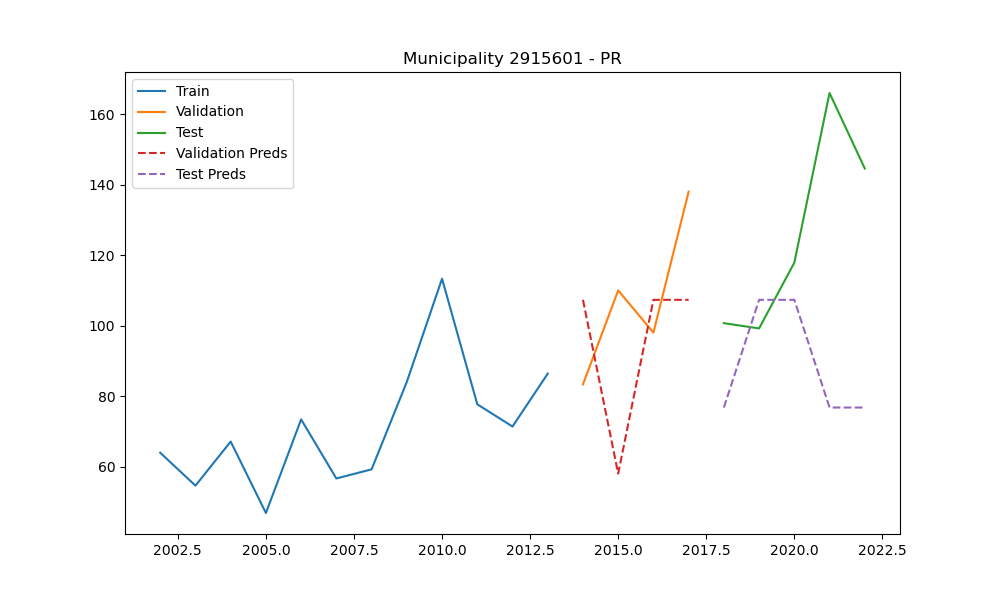 Municipality 2915601 - PR
Train
Validation
Test
Validation Preds
Test Preds
160
140
120
100
80
60
2002.5 2005.0 2007.5 2010.0 2012.5 2015.0 2017.5 2020.0 2022.5